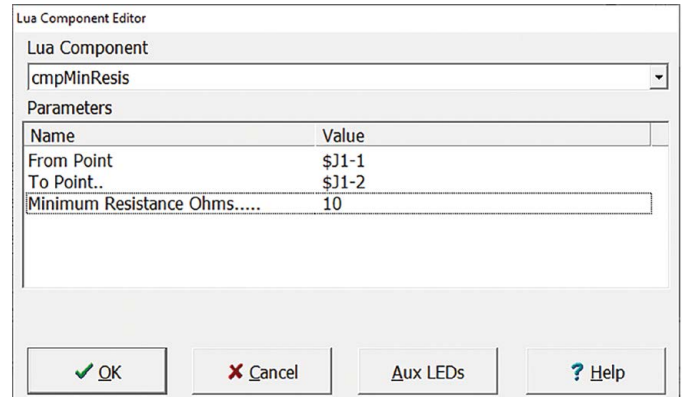 Lua Component Editor
Lua Component
cmpMinResis
Parameters
Name Value
From Point $J1-1
To Point.. $J1-2
Minimum Resistance Ohms..... 10
OK Cancel Aux LEDs ? Help